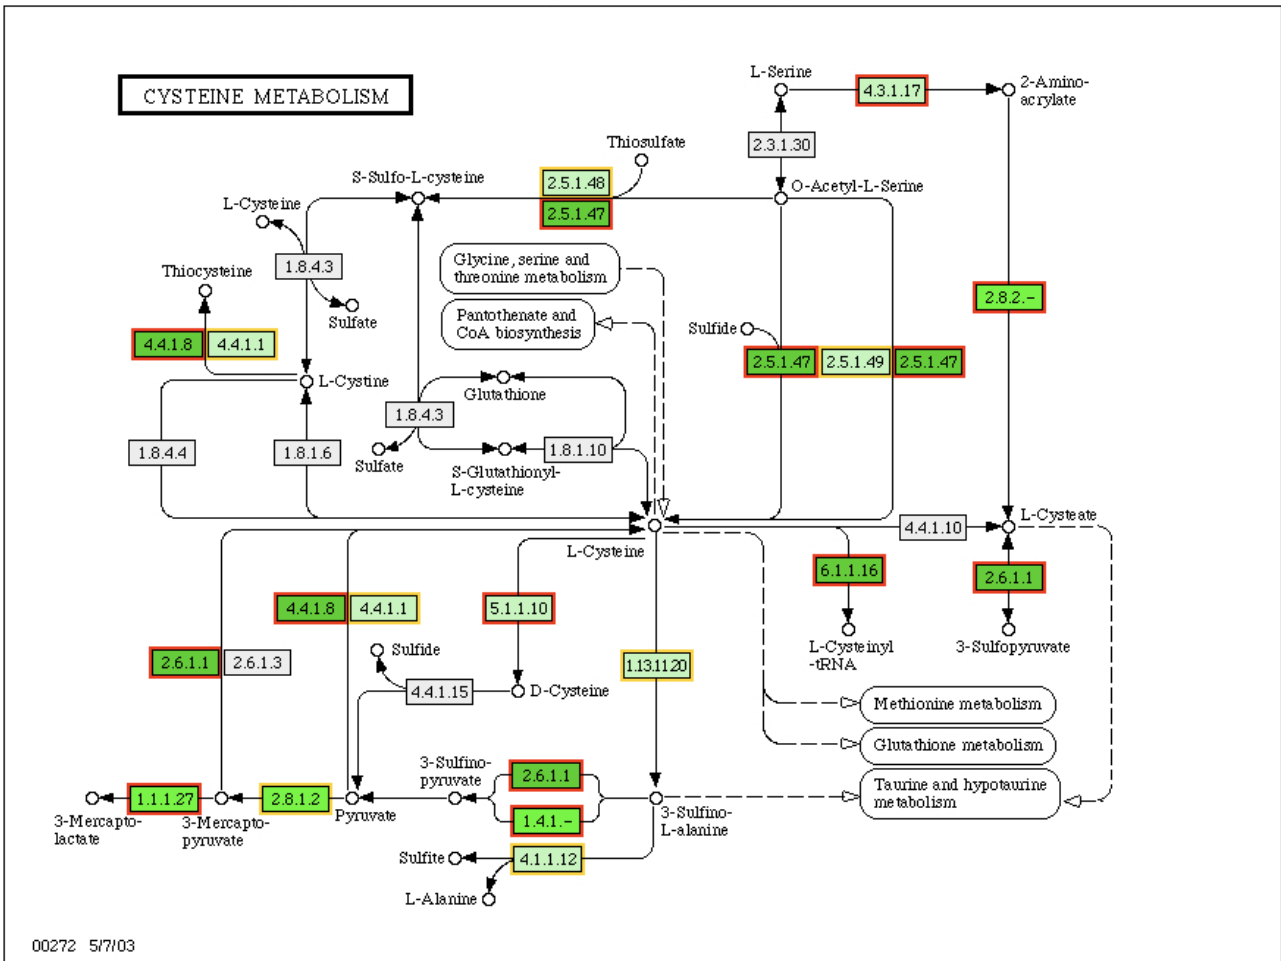 CYSTEINE METABOLISM
L-Serine
4.3.1.17
2-Amino-
acrylate
2.3.1.30
Thiosulfate
S-Sulfo-L-cysteine
2.5.1.48
2.5.1.47
O-Acetyl-L-Serine
L-Cysteine
1.8.4.3
Thiocysteine
Sulfate
Glycine, serine and
threonine metabolism
Pantothenate and
CoA biosynthesis
2.8.2.-
Sulfide
4.4.1.8
4.4.1.1
2.5.1.47
2.5.1.49
2.5.1.47
L-Cystine
Glutathione
1.8.4.3
1.8.4.4
1.8.1.6
Sulfate
1.8.1.10
S-Glutathionyl-
L-cysteine
L-Cysteine
4.4.1.10
L-Cysteate
6.1.1.16
2.6.1.1
4.4.1.8
4.4.1.1
5.1.1.10
L-Cysteinyl
-tRNA
3-Sulfopyruvate
2.6.1.1
2.6.1.3
Sulfide
1.13.11.20
4.4.1.15
D-Cysteine
Methionine metabolism
Glutathione metabolism
Taurine and hypotaurine
metabolism
3-Sulfino-
pyruvate
2.6.1.1
1.1.1.27
2.8.1.2
1.4.1.-
3-Mercapto-
lactate
3-Mercapto-
pyruvate
Pyruvate
3-Sulfino-
L-alanine
Sulfite
4.1.1.12
L-Alanine
00272 5/7/03